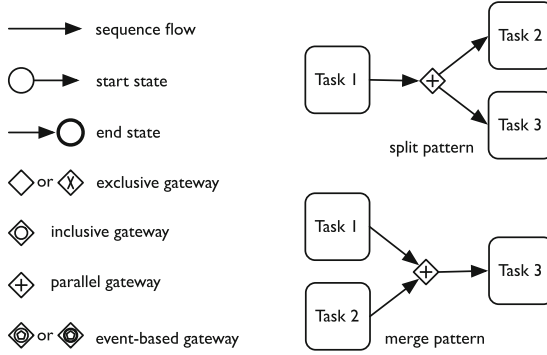 sequence flow
start state
end state
or
exclusive gateway
inclusive gateway
parallel gateway
or
event-based gateway
Task 1
Task 2
Task 3
split pattern
Task 1
Task 2
Task 3
merge pattern